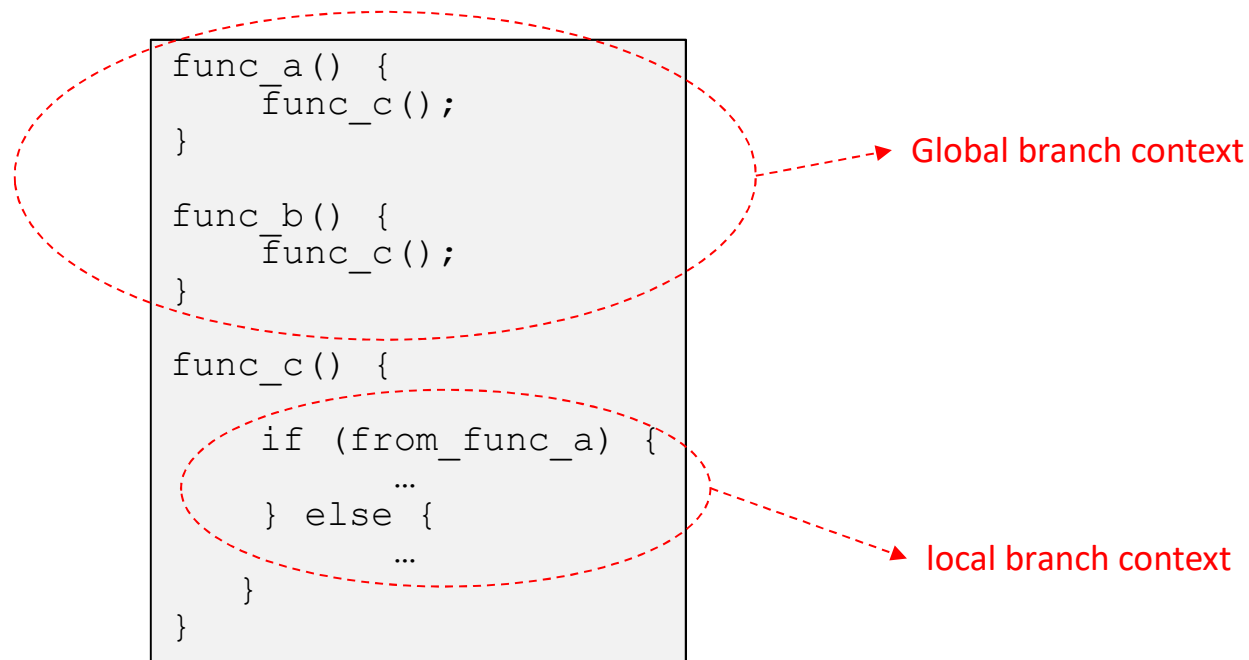 func_a() {
    func_c();
}
Global branch context
func_b() {
    func_c();
}
func_c() {
    if (from_func_a) {
        …
    } else {
        …
    }
local branch context
}